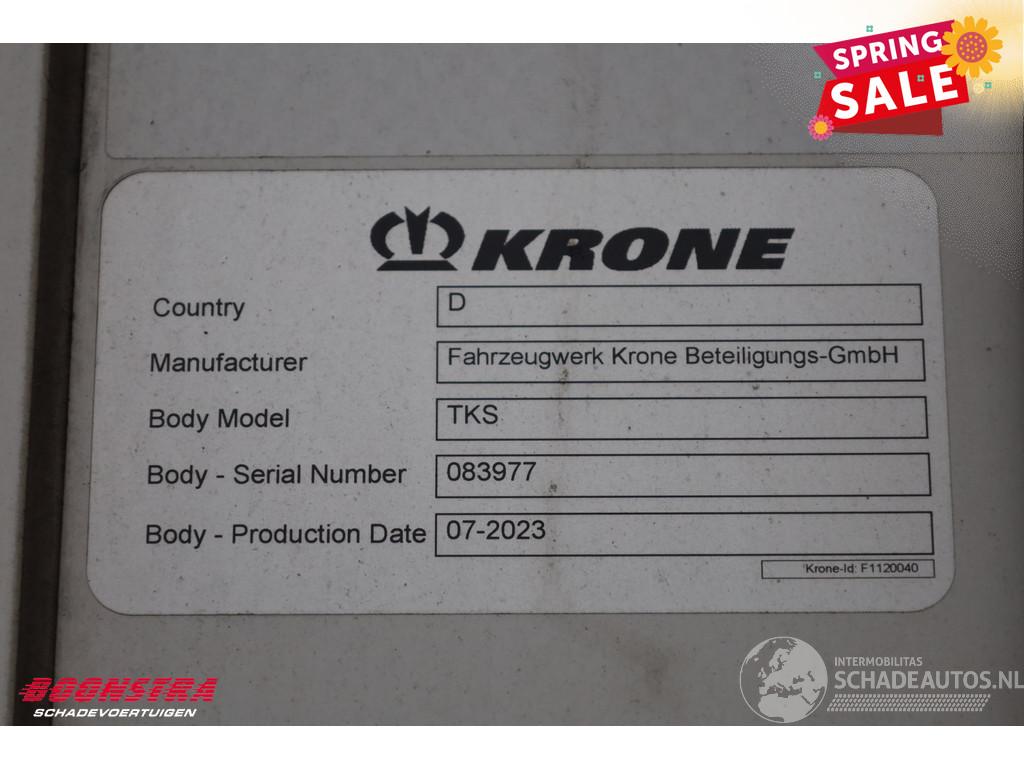 SPRING
SALE
KRONE
Country D
Manufacturer Fahrzeugwerk Krone Beteiligungs-GmbH
Body Model TKS
Body - Serial Number 083977
Body - Production Date 07-2023
Krone-Id: F1120040
BOONSTRA
SCHADEVOERTUIGEN
INTERMOBILITAS
SCHADEAUTOS.NL